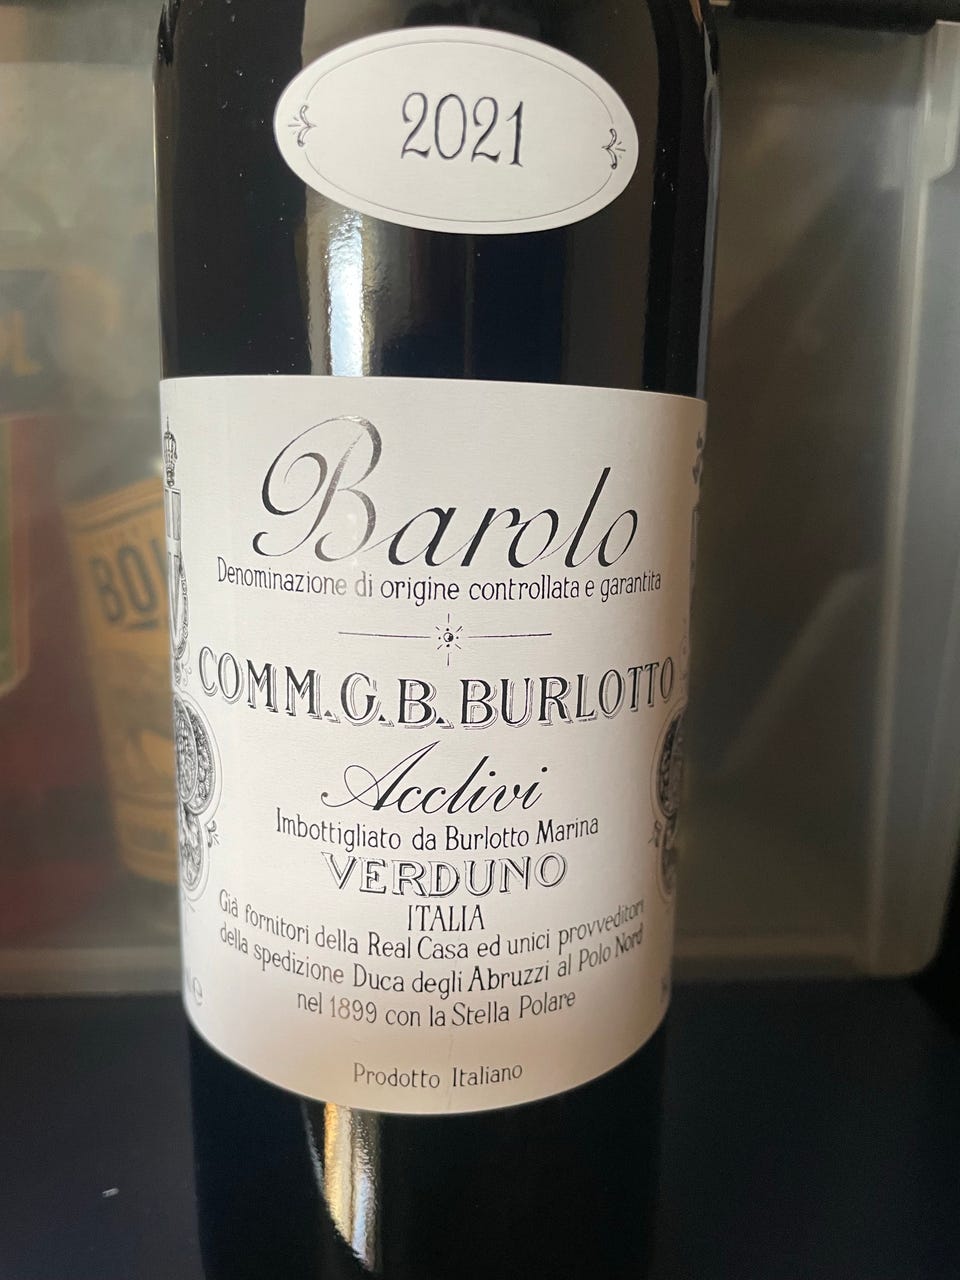 2021
Barolo
Denominazione di origine controllata e garantita
COMM. G. B. BURLOTTO
Acclivi
Imbottigliato da Burlotto Marina
VERDUNO
ITALIA
Già fornitori della Real Casa ed unici provveditori
della spedizione Duca degli Abruzzi al Polo Nord
nel 1899 con la Stella Polare
Prodotto Italiano